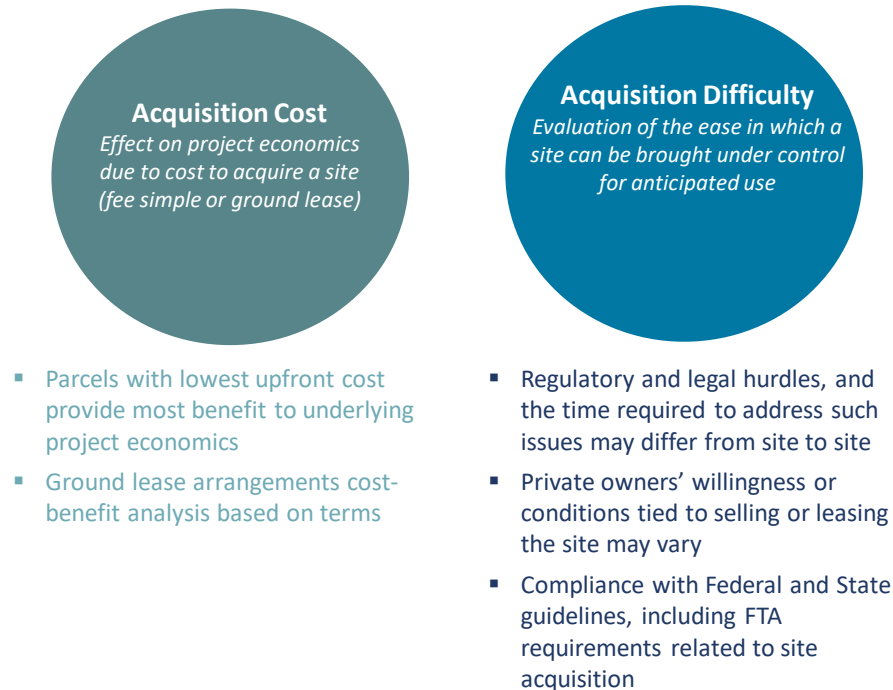 Acquisition Cost
Effect on project economics
due to cost to acquire a site
(fee simple or ground lease)
▪ Parcels with lowest upfront cost
provide most benefit to underlying
project economics
▪ Ground lease arrangements cost-
benefit analysis based on terms
Acquisition Difficulty
Evaluation of the ease in which a
site can be brought under control
for anticipated use
▪ Regulatory and legal hurdles, and
the time required to address such
issues may differ from site to site
▪ Private owners’ willingness or
conditions tied to selling or leasing
the site may vary
▪ Compliance with Federal and State
guidelines, including FTA
requirements related to site
acquisition